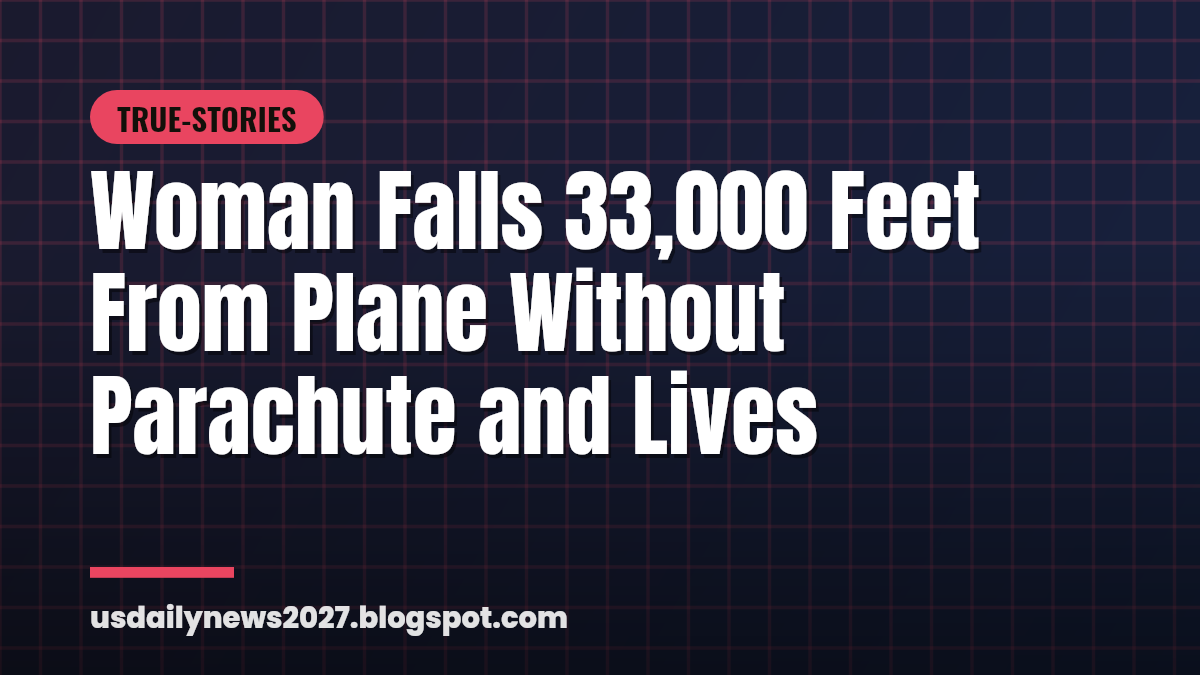 TRUE-STORIES
Woman Falls 33,000 Feet
From Plane Without
Parachute and Lives
usdailynews2027.blogspot.com